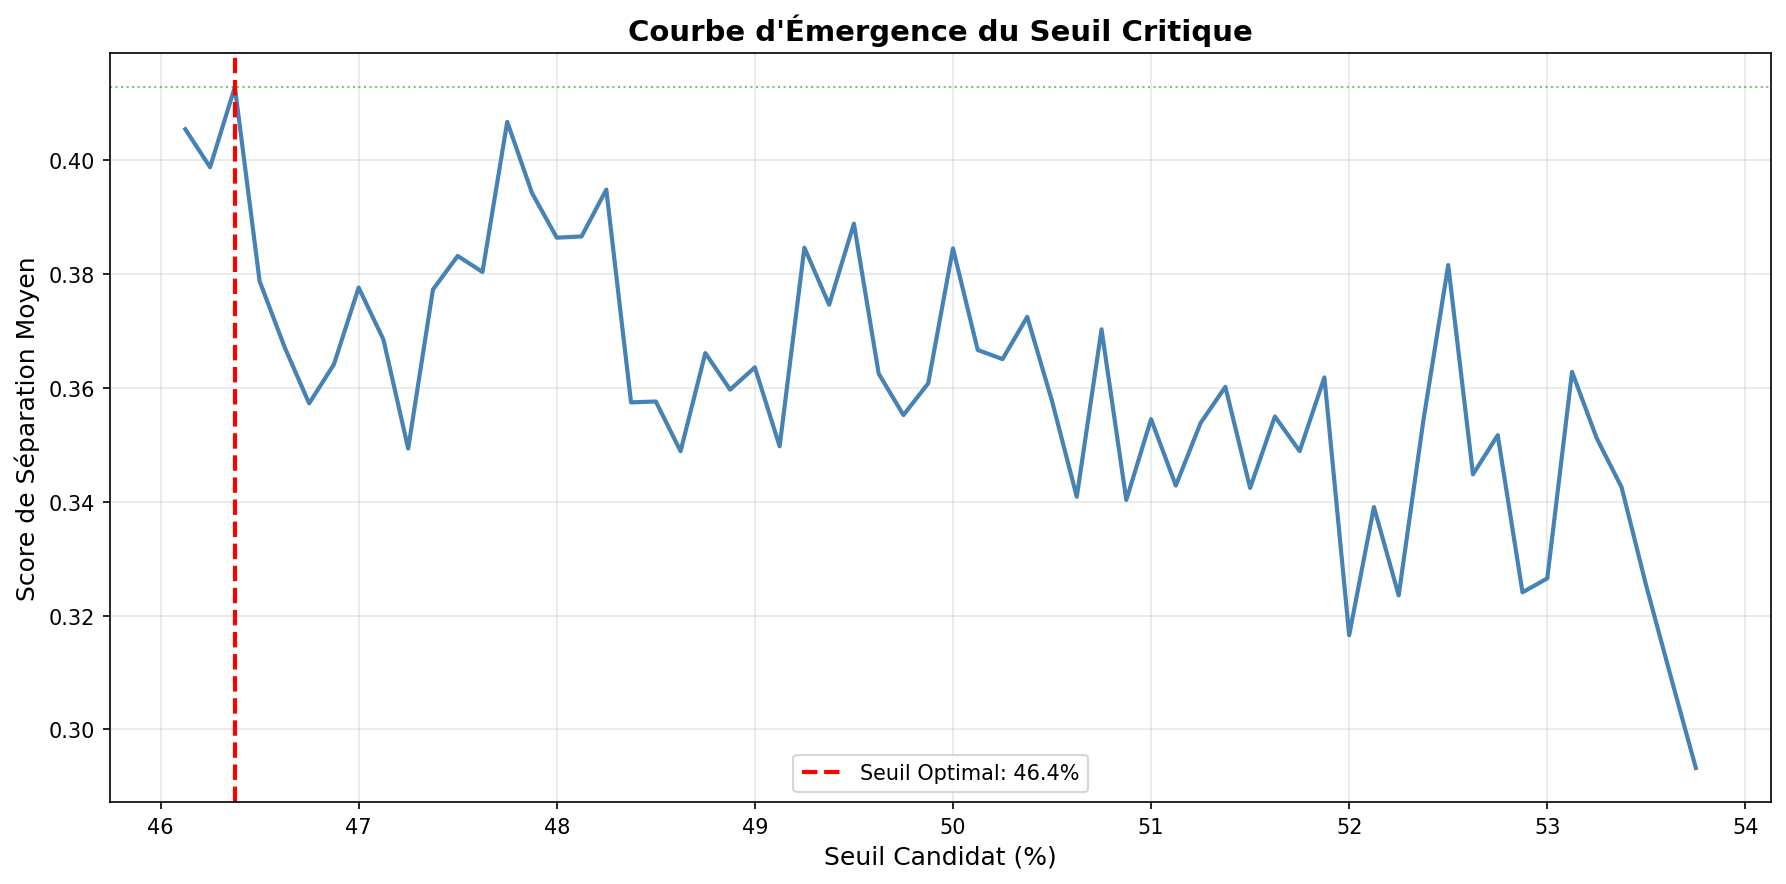 Courbe d'Émergence du Seuil Critique
Score de Séparation Moyen
0.40
0.38
0.36
0.34
0.32
0.30
Seuil Optimal: 46.4%
46 47 48 49 50 51 52 53 54
Seuil Candidat (%)